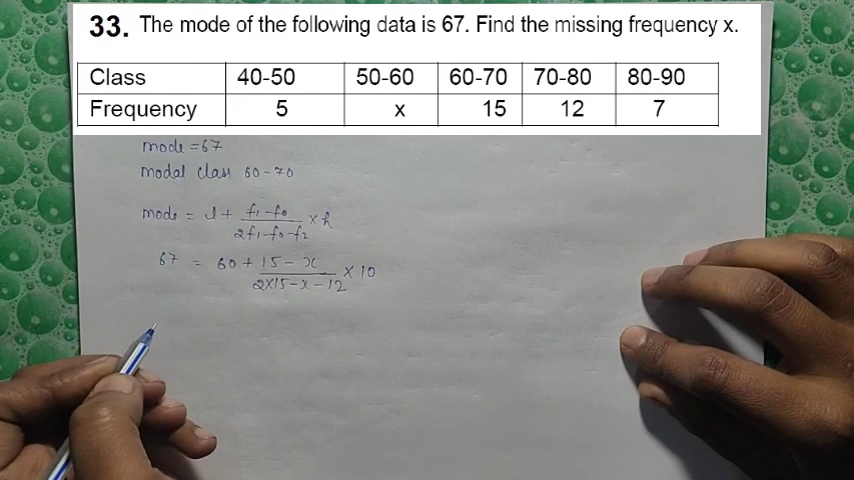 33. The mode of the following data is 67. Find the missing frequency x.
Class 40-50 50-60 60-70 70-80 80-90
Frequency 5 x 15 12 7
mode = 67
modal class 60-70
mode = l + (f₁-f₀)/(2f₁-f₀-f₂) × h
67 = 60 + (15-x)/(2×15-x-12) × 10